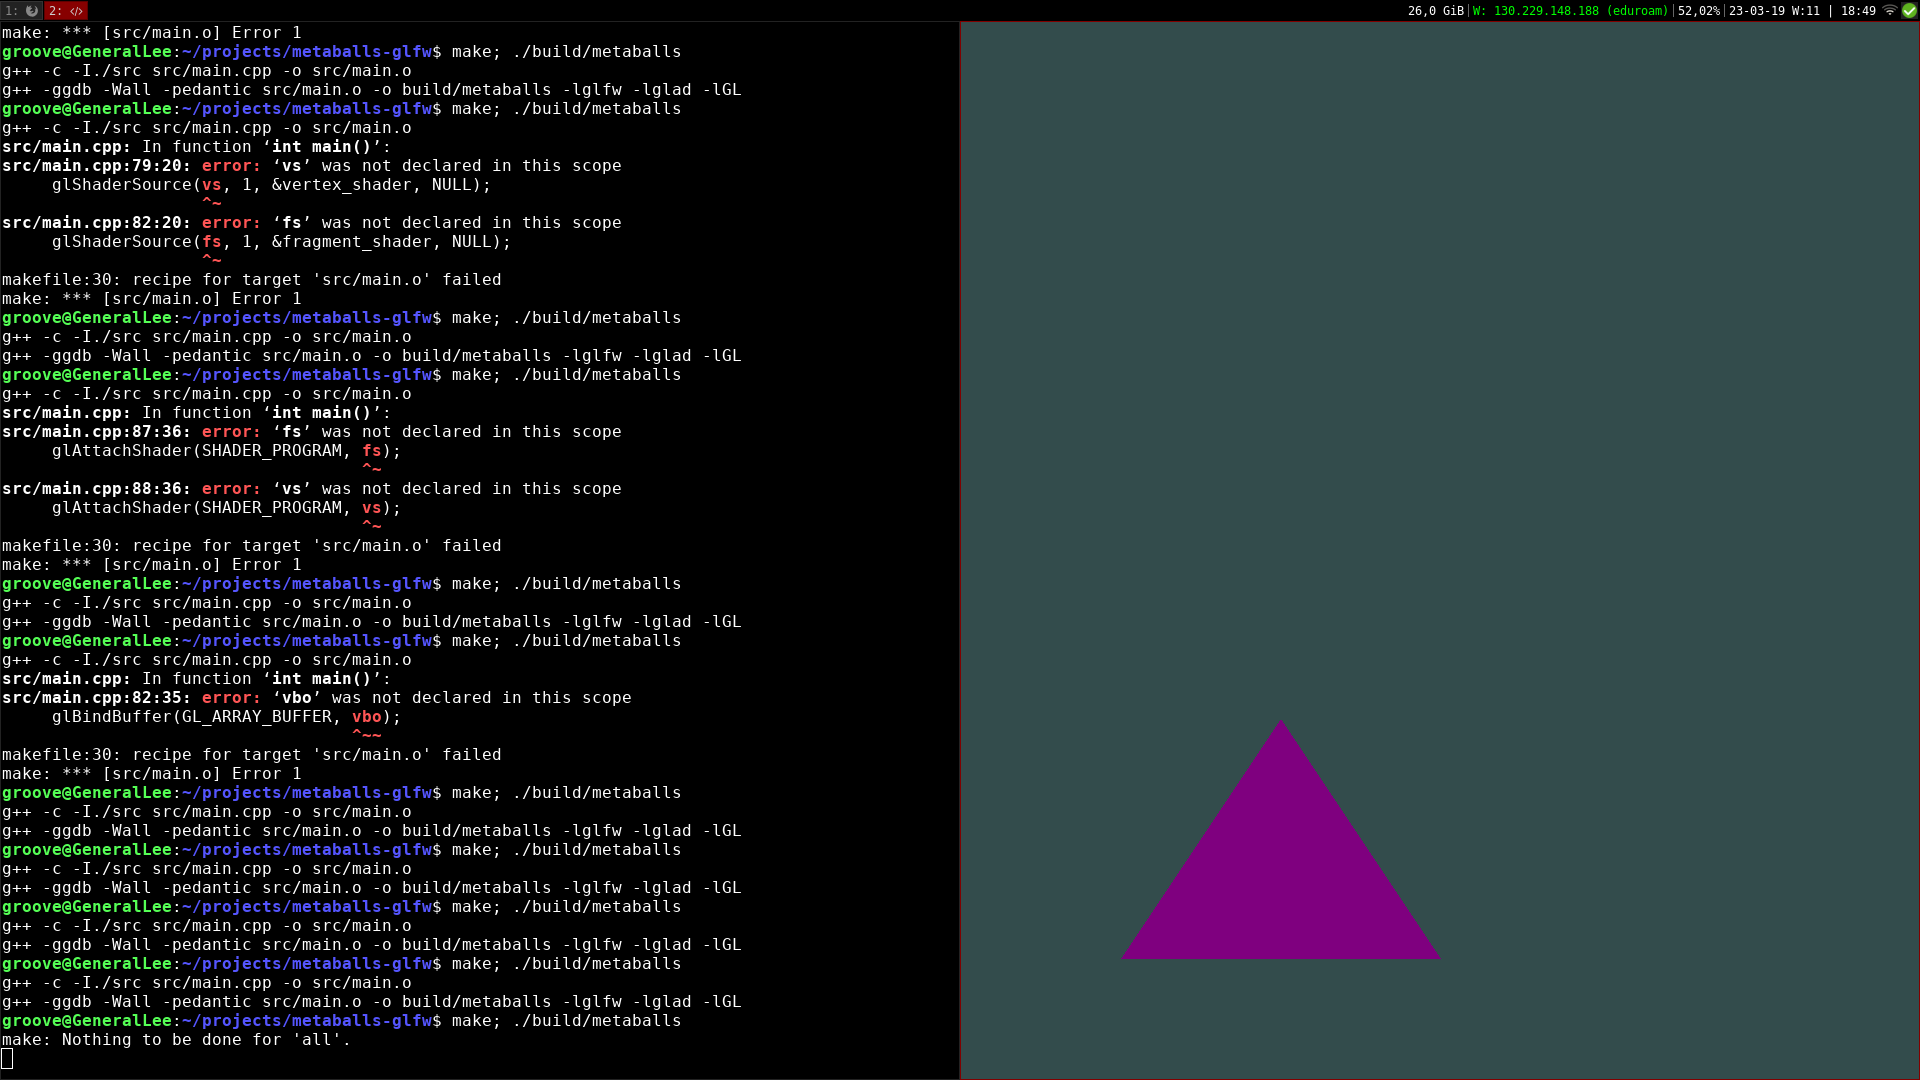 1: 2: </> 26,0 GiB|W: 130.229.148.188 (eduroam)|52,02%|23-03-19 W:11 | 18:49
make: *** [src/main.o] Error 1
groove@GeneralLee:~/projects/metaballs-glfw$ make; ./build/metaballs
g++ -c -I./src src/main.cpp -o src/main.o
g++ -ggdb -Wall -pedantic src/main.o -o build/metaballs -lglfw -lglad -lGL
groove@GeneralLee:~/projects/metaballs-glfw$ make; ./build/metaballs
g++ -c -I./src src/main.cpp -o src/main.o
src/main.cpp: In function ‘int main()’:
src/main.cpp:79:20: error: ‘vs’ was not declared in this scope
     glShaderSource(vs, 1, &vertex_shader, NULL);
                    ^~
src/main.cpp:82:20: error: ‘fs’ was not declared in this scope
     glShaderSource(fs, 1, &fragment_shader, NULL);
                    ^~
makefile:30: recipe for target 'src/main.o' failed
make: *** [src/main.o] Error 1
groove@GeneralLee:~/projects/metaballs-glfw$ make; ./build/metaballs
g++ -c -I./src src/main.cpp -o src/main.o
g++ -ggdb -Wall -pedantic src/main.o -o build/metaballs -lglfw -lglad -lGL
groove@GeneralLee:~/projects/metaballs-glfw$ make; ./build/metaballs
g++ -c -I./src src/main.cpp -o src/main.o
src/main.cpp: In function ‘int main()’:
src/main.cpp:87:36: error: ‘fs’ was not declared in this scope
     glAttachShader(SHADER_PROGRAM, fs);
                                    ^~
src/main.cpp:88:36: error: ‘vs’ was not declared in this scope
     glAttachShader(SHADER_PROGRAM, vs);
                                    ^~
makefile:30: recipe for target 'src/main.o' failed
make: *** [src/main.o] Error 1
groove@GeneralLee:~/projects/metaballs-glfw$ make; ./build/metaballs
g++ -c -I./src src/main.cpp -o src/main.o
g++ -ggdb -Wall -pedantic src/main.o -o build/metaballs -lglfw -lglad -lGL
groove@GeneralLee:~/projects/metaballs-glfw$ make; ./build/metaballs
g++ -c -I./src src/main.cpp -o src/main.o
src/main.cpp: In function ‘int main()’:
src/main.cpp:82:35: error: ‘vbo’ was not declared in this scope
     glBindBuffer(GL_ARRAY_BUFFER, vbo);
                                   ^~~
makefile:30: recipe for target 'src/main.o' failed
make: *** [src/main.o] Error 1
groove@GeneralLee:~/projects/metaballs-glfw$ make; ./build/metaballs
g++ -c -I./src src/main.cpp -o src/main.o
g++ -ggdb -Wall -pedantic src/main.o -o build/metaballs -lglfw -lglad -lGL
groove@GeneralLee:~/projects/metaballs-glfw$ make; ./build/metaballs
g++ -c -I./src src/main.cpp -o src/main.o
g++ -ggdb -Wall -pedantic src/main.o -o build/metaballs -lglfw -lglad -lGL
groove@GeneralLee:~/projects/metaballs-glfw$ make; ./build/metaballs
g++ -c -I./src src/main.cpp -o src/main.o
g++ -ggdb -Wall -pedantic src/main.o -o build/metaballs -lglfw -lglad -lGL
groove@GeneralLee:~/projects/metaballs-glfw$ make; ./build/metaballs
g++ -c -I./src src/main.cpp -o src/main.o
g++ -ggdb -Wall -pedantic src/main.o -o build/metaballs -lglfw -lglad -lGL
groove@GeneralLee:~/projects/metaballs-glfw$ make; ./build/metaballs
make: Nothing to be done for 'all'.